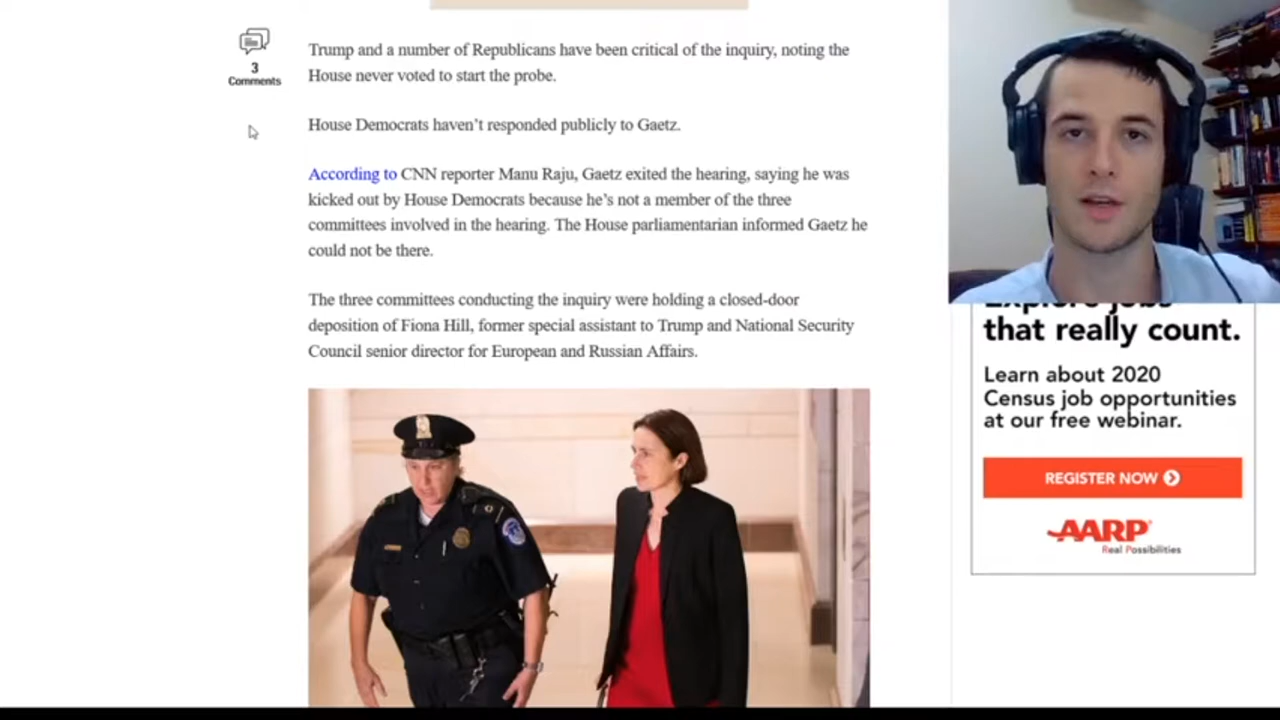 3
Comments
Trump and a number of Republicans have been critical of the inquiry, noting the
House never voted to start the probe.
House Democrats haven’t responded publicly to Gaetz.
According to CNN reporter Manu Raju, Gaetz exited the hearing, saying he was
kicked out by House Democrats because he’s not a member of the three
committees involved in the hearing. The House parliamentarian informed Gaetz he
could not be there.
The three committees conducting the inquiry were holding a closed-door
deposition of Fiona Hill, former special assistant to Trump and National Security
Council senior director for European and Russian Affairs.
Explore jobs
that really count.
Learn about 2020
Census job opportunities
at our free webinar.
REGISTER NOW
AARP
Real Possibilities